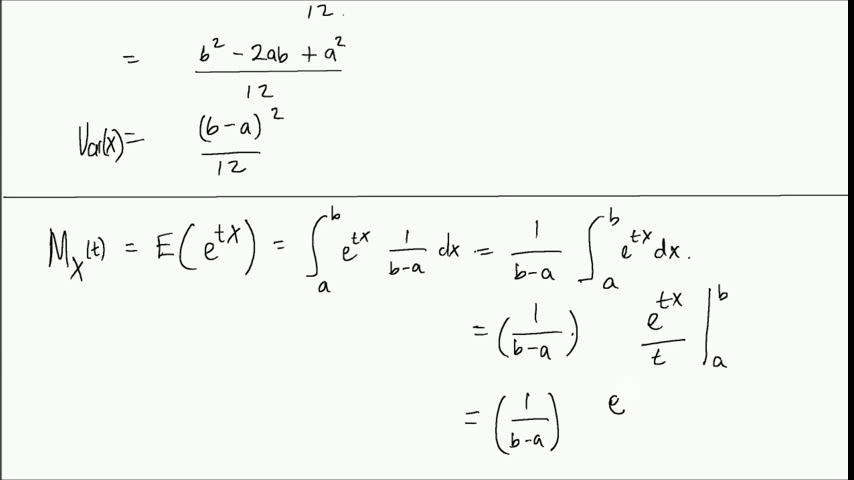 12.
= b² - 2ab + a² / 12
Var(X) = (b-a)² / 12
M_X(t) = E(e^{tX}) = ∫_a^b e^{tx} 1/(b-a) dx = 1/(b-a) ∫_a^b e^{tx} dx.
= (1/(b-a)) e^{tx}/t |_a^b
= (1/(b-a)) e